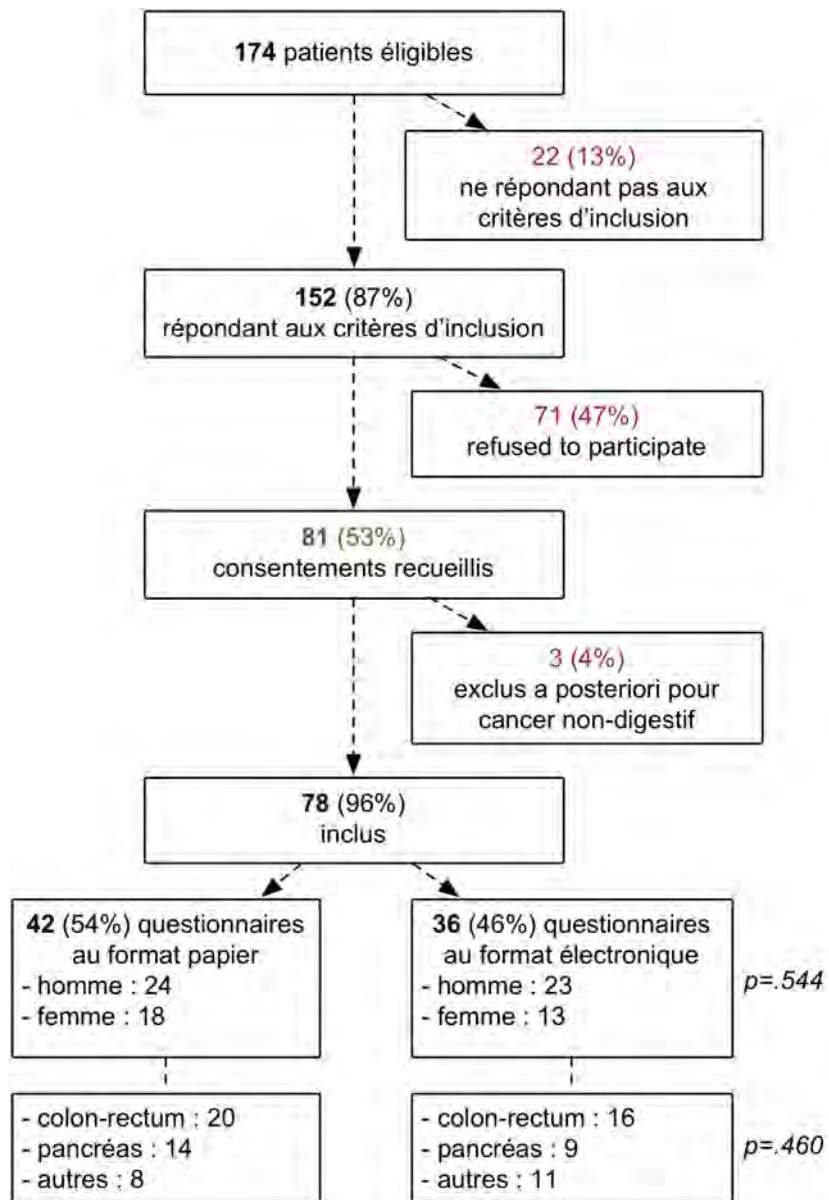 174 patients éligibles
22 (13%)
ne répondant pas aux
critères d'inclusion
152 (87%)
répondant aux critères d'inclusion
71 (47%)
refused to participate
81 (53%)
consentements recueillis
3 (4%)
exclus a posteriori pour
cancer non-digestif
78 (96%)
inclus
42 (54%) questionnaires
au format papier
- homme : 24
- femme : 18
36 (46%) questionnaires
au format électronique
- homme : 23
- femme : 13
p=.544
- colon-rectum : 20
- pancréas : 14
- autres : 8
- colon-rectum : 16
- pancréas : 9
- autres : 11
p=.460